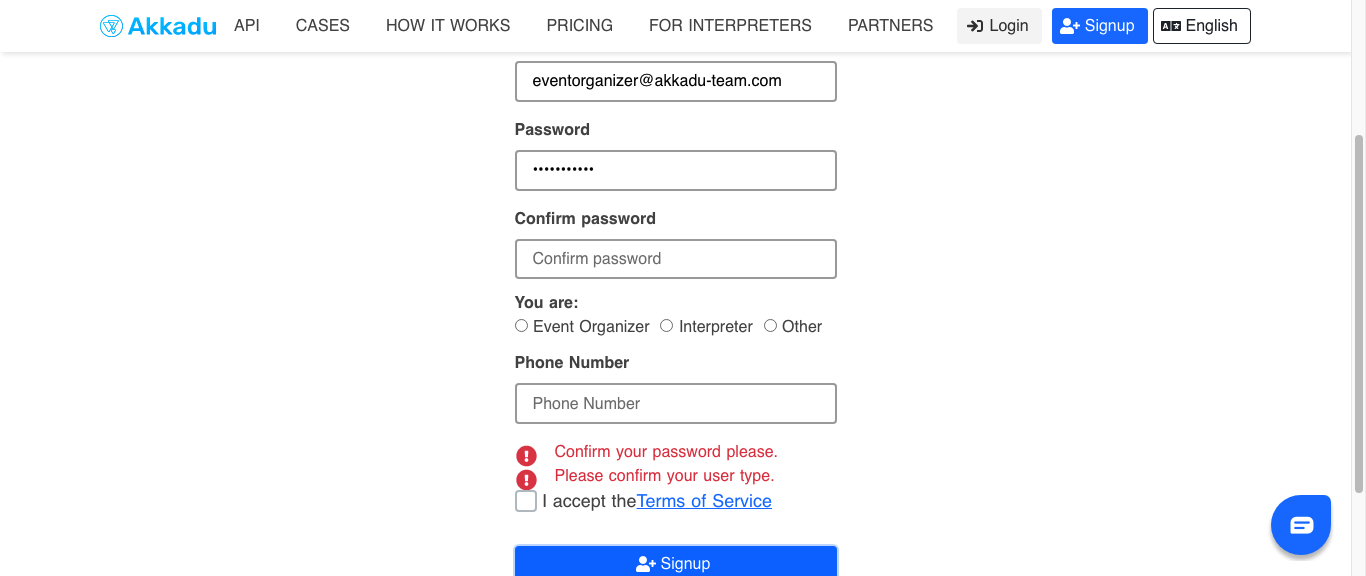 Akkadu API CASES HOW IT WORKS PRICING FOR INTERPRETERS PARTNERS Login Signup English
eventorganizer@akkadu-team.com
Password
•••••••••••
Confirm password
Confirm password
You are:
Event Organizer Interpreter Other
Phone Number
Phone Number
Confirm your password please.
Please confirm your user type.
I accept theTerms of Service
Signup